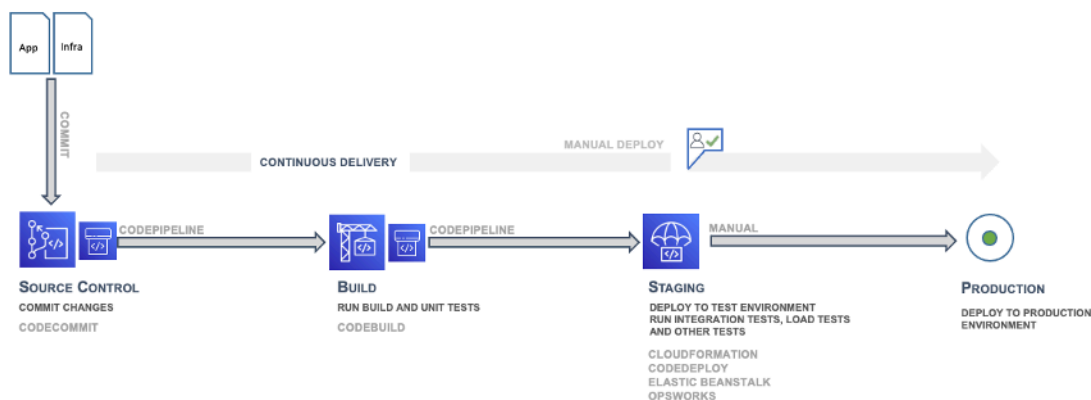 App
Infra
COMMIT
MANUAL DEPLOY
CONTINUOUS DELIVERY
CODEPIPELINE
CODEPIPELINE
MANUAL
SOURCE CONTROL
COMMIT CHANGES
CODECOMMIT
BUILD
RUN BUILD AND UNIT TESTS
CODEBUILD
STAGING
DEPLOY TO TEST ENVIRONMENT
RUN INTEGRATION TESTS, LOAD TESTS
AND OTHER TESTS
CLOUDFORMATION
CODEDEPLOY
ELASTIC BEANSTALK
OPSWORKS
PRODUCTION
DEPLOY TO PRODUCTION
ENVIRONMENT